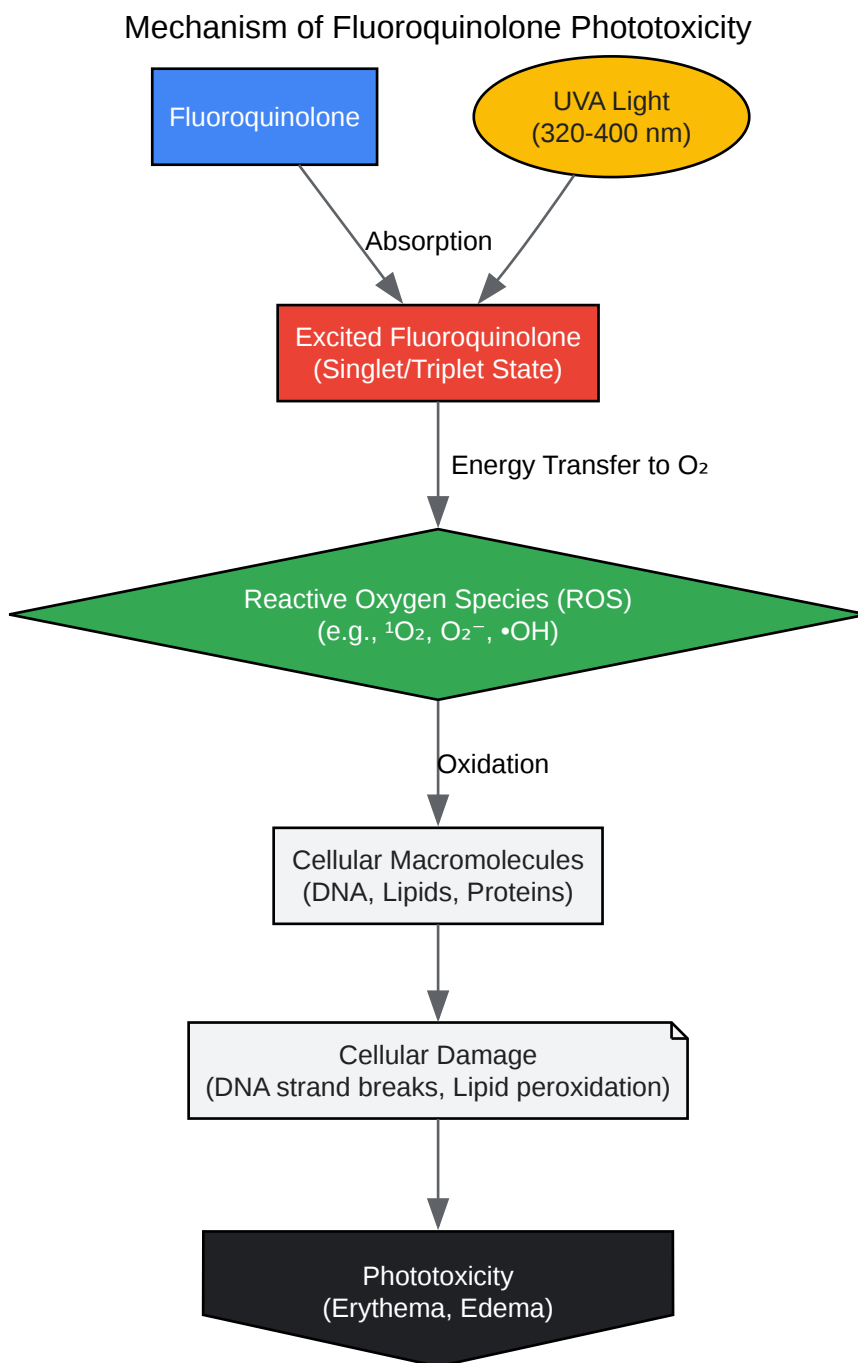 Mechanism of Fluoroquinolone Phototoxicity
Fluoroquinolone
UVA Light
(320-400 nm)
Absorption
Excited Fluoroquinolone
(Singlet/Triplet State)
Energy Transfer to O₂
Reactive Oxygen Species (ROS)
(e.g., ¹O₂, O₂⁻, •OH)
Oxidation
Cellular Macromolecules
(DNA, Lipids, Proteins)
Cellular Damage
(DNA strand breaks, Lipid peroxidation)
Phototoxicity
(Erythema, Edema)